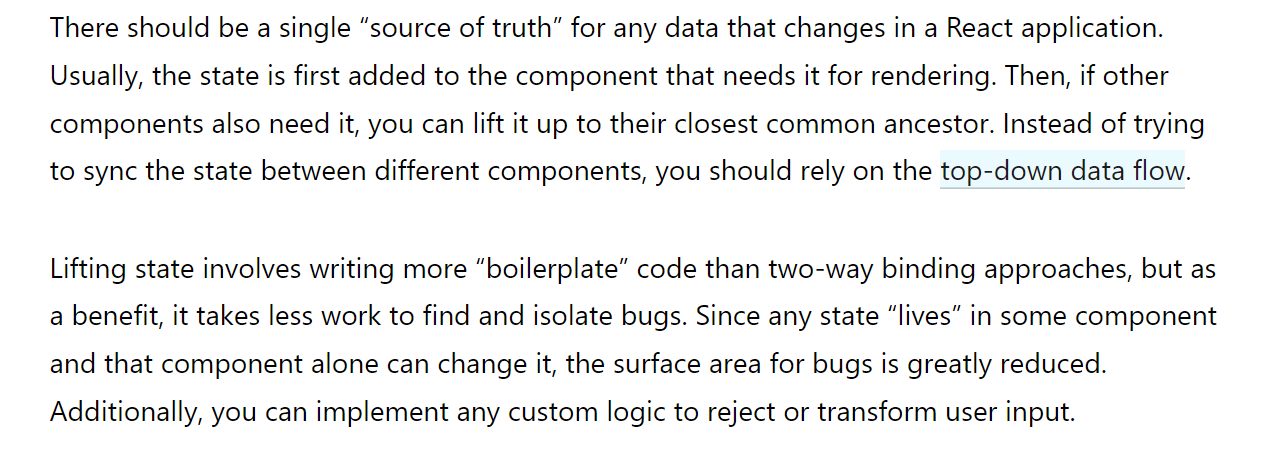 There should be a single “source of truth” for any data that changes in a React application.
Usually, the state is first added to the component that needs it for rendering. Then, if other
components also need it, you can lift it up to their closest common ancestor. Instead of trying
to sync the state between different components, you should rely on the top-down data flow.
Lifting state involves writing more “boilerplate” code than two-way binding approaches, but as
a benefit, it takes less work to find and isolate bugs. Since any state “lives” in some component
and that component alone can change it, the surface area for bugs is greatly reduced.
Additionally, you can implement any custom logic to reject or transform user input.